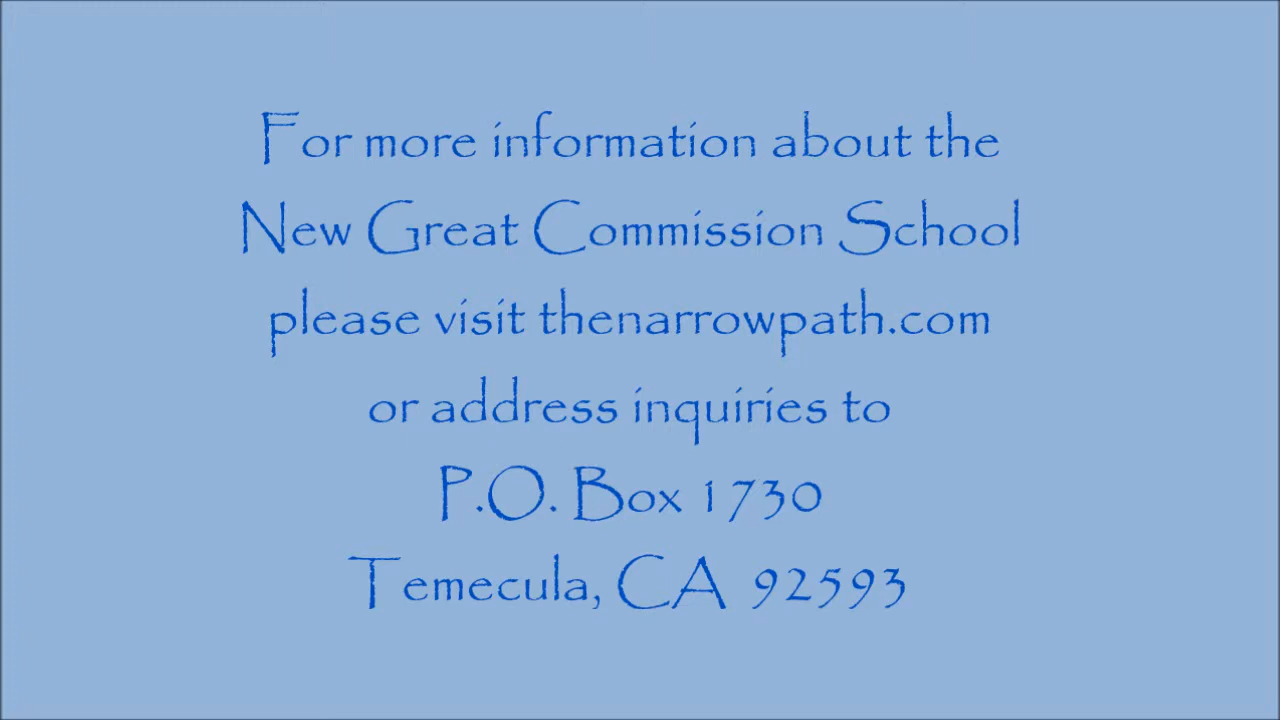 For more information about the
New Great Commission School
please visit thenarrowpath.com
or address inquiries to
P.O. Box 1730
Temecula, CA 92593